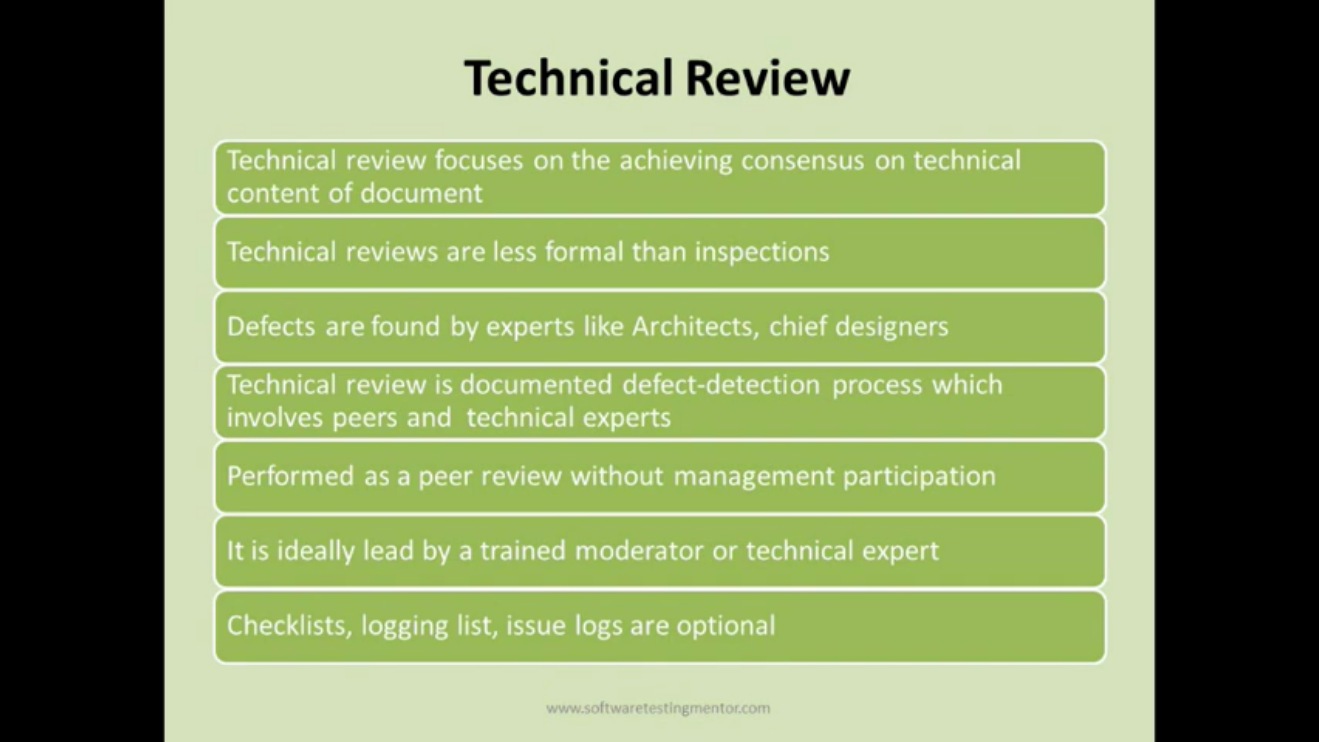 Technical Review
Technical review focuses on the achieving consensus on technical
content of document
Technical reviews are less formal than inspections
Defects are found by experts like Architects, chief designers
Technical review is documented defect-detection process which
involves peers and technical experts
Performed as a peer review without management participation
It is ideally lead by a trained moderator or technical expert
Checklists, logging list, issue logs are optional
www.softwaretestingmentor.com